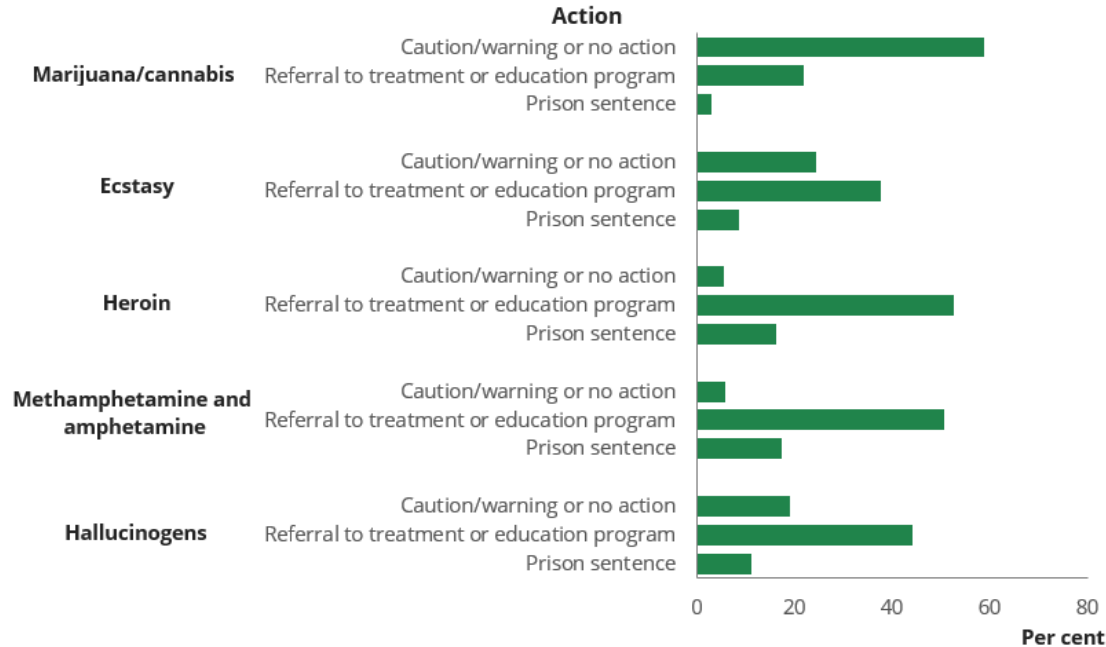 Action
Marijuana/cannabis
Caution/warning or no action
Referral to treatment or education program
Prison sentence
Ecstasy
Caution/warning or no action
Referral to treatment or education program
Prison sentence
Heroin
Caution/warning or no action
Referral to treatment or education program
Prison sentence
Methamphetamine and
amphetamine
Caution/warning or no action
Referral to treatment or education program
Prison sentence
Hallucinogens
Caution/warning or no action
Referral to treatment or education program
Prison sentence
0 20 40 60 80
Per cent